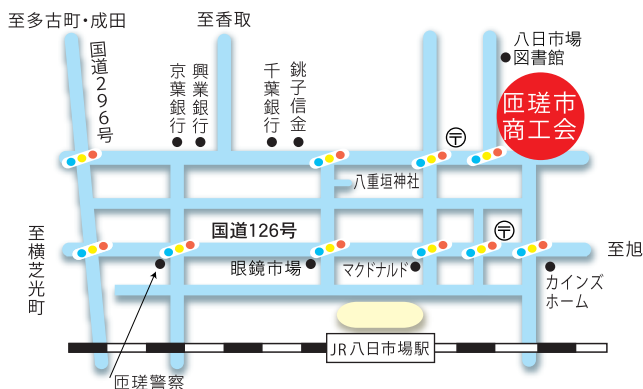 至多古町・成田
至香取
国道296号
京葉銀行
興業銀行
千葉銀行
銚子信金
八日市場
図書館
匝瑳市
商工会
〒
八重垣神社
国道126号
〒
至横芝光町
至旭
眼鏡市場
マクドナルド
カインズ
ホーム
JR八日市場駅
匝瑳警察